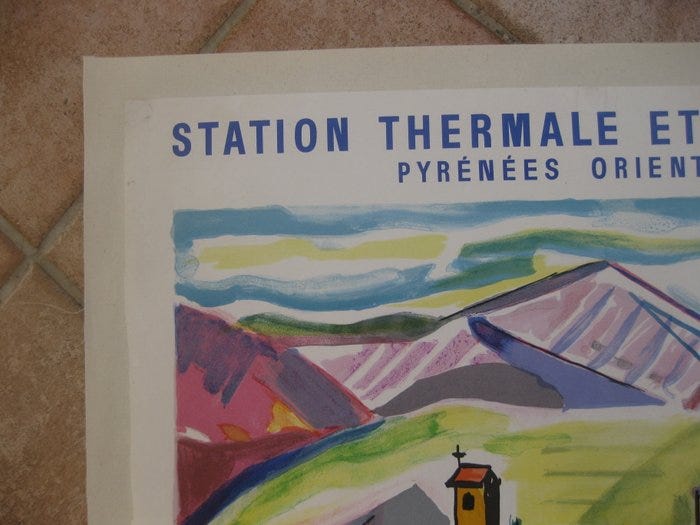 STATION THERMALE ET
PYRÉNÉES ORIENT